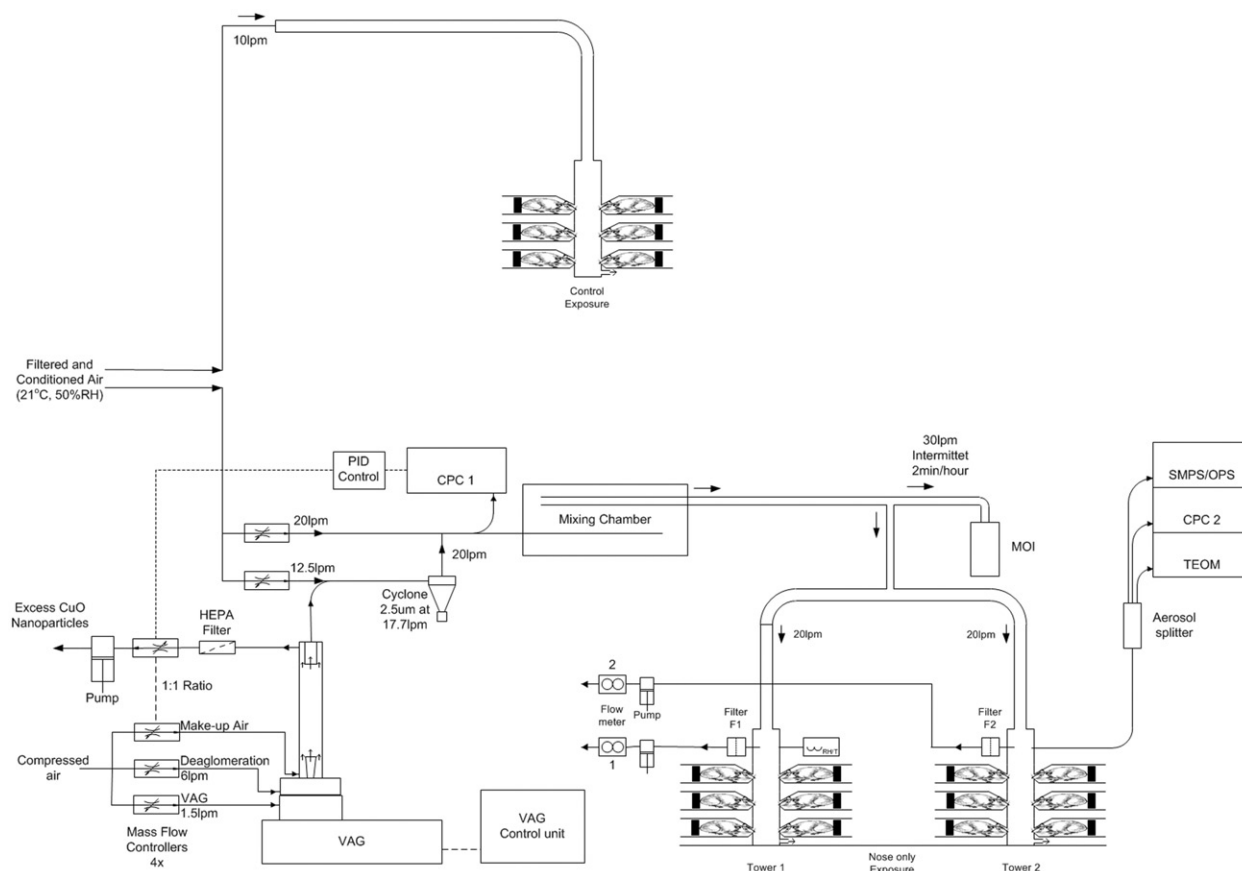 10lpm
Control
Exposure
Filtered and
Conditioned Air
(21°C, 50%RH)
PID
Control
CPC 1
30lpm
Intermittet
2min/hour
SMPS/OPS
CPC 2
TEOM
20lpm
Mixing Chamber
MOI
20lpm
12.5lpm
Cyclone
2.5um at
17.7lpm
Excess CuO
Nanoparticles
HEPA
Filter
Aerosol
splitter
20lpm
20lpm
Pump
1:1 Ratio
2
Flow
meter
Pump
Filter
F1
Filter
F2
1
RH/T
Make-up Air
Compressed
air
Deaglomeration
6lpm
VAG
1.5lpm
Mass Flow
Controllers
4x
VAG
VAG
Control unit
Tower 1
Nose only
Exposure
Tower 2